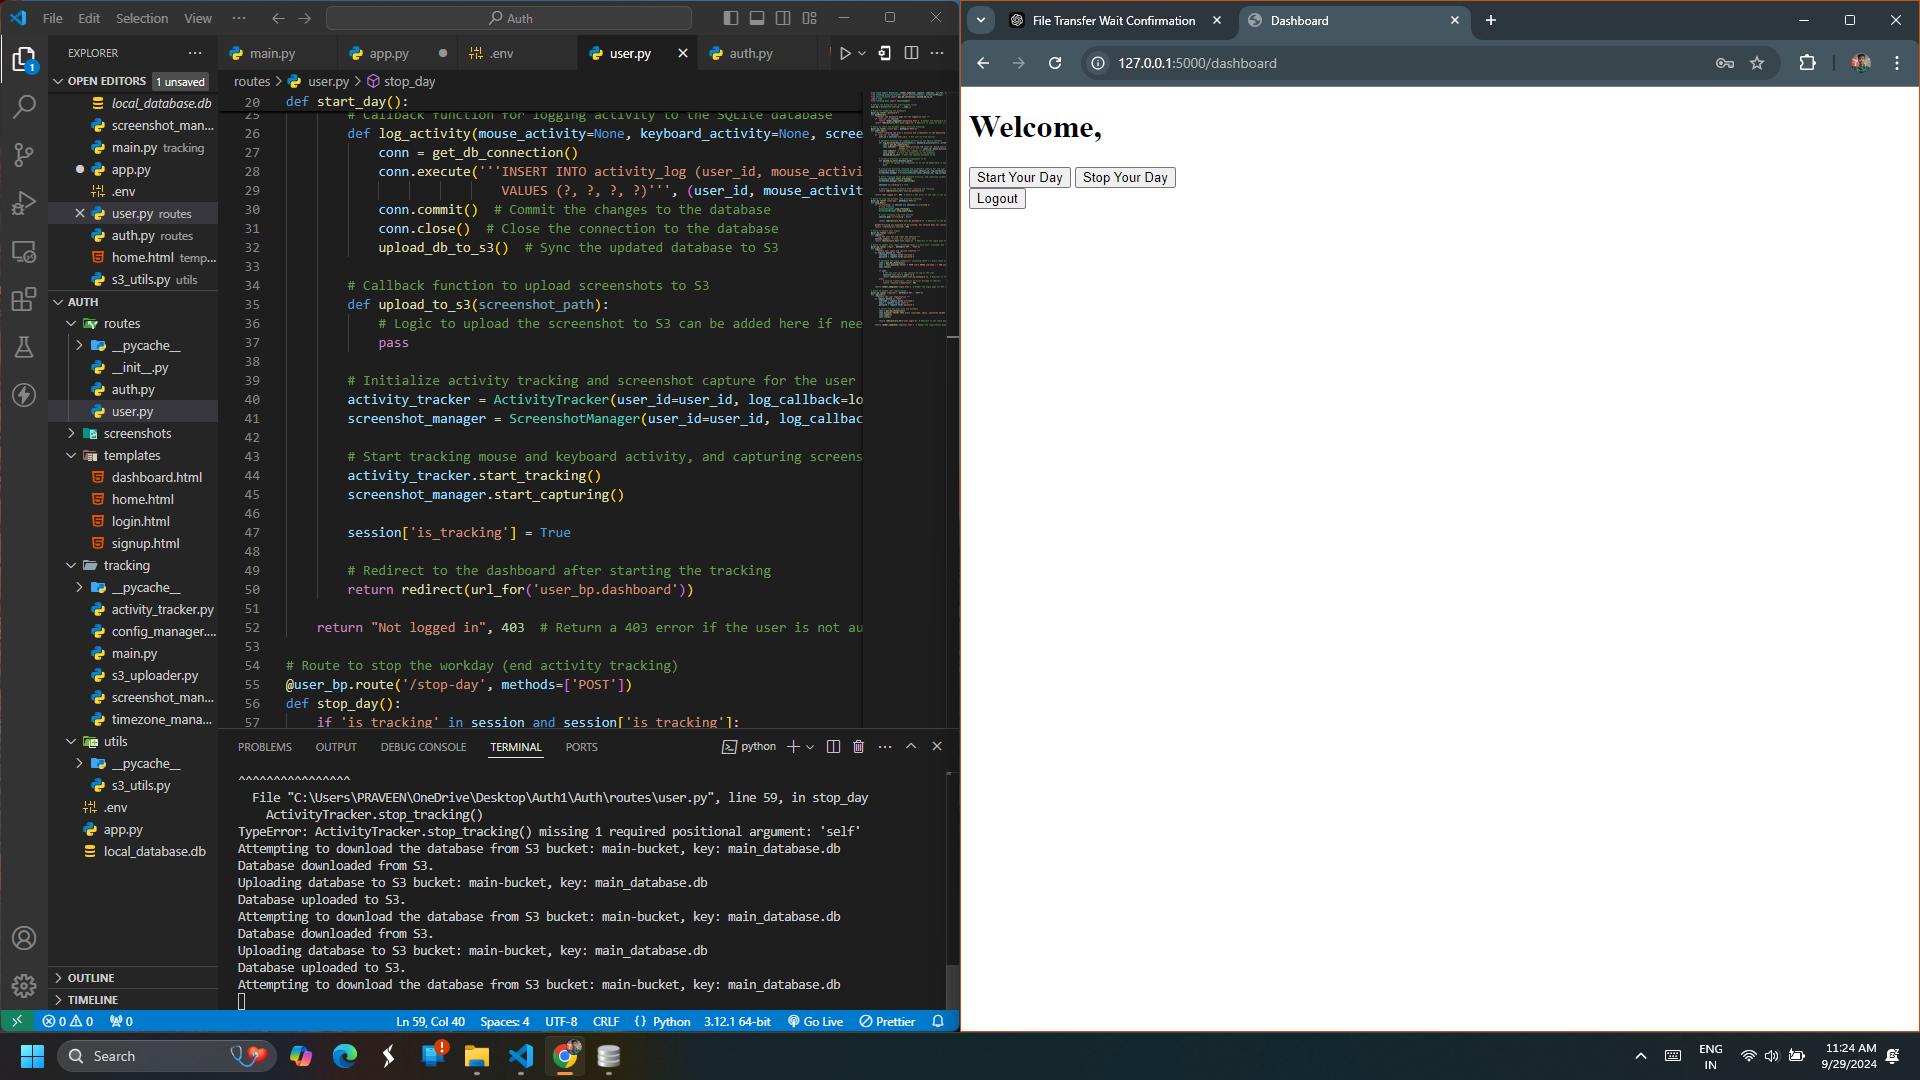 File Edit Selection View ··· Auth
EXPLORER ···
main.py app.py .env user.py auth.py
OPEN EDITORS 1 unsaved
routes > user.py > stop_day
local_database.db
screenshot_man...
main.py tracking
app.py
.env
user.py routes
auth.py routes
home.html temp...
s3_utils.py utils
AUTH
routes
__pycache__
__init__.py
auth.py
user.py
screenshots
templates
dashboard.html
home.html
login.html
signup.html
tracking
__pycache__
activity_tracker.py
config_manager....
main.py
s3_uploader.py
screenshot_man...
timezone_mana...
utils
__pycache__
s3_utils.py
.env
app.py
local_database.db
OUTLINE
TIMELINE
20 def start_day():
25 # Callback function for logging activity to the SQLite database
26 def log_activity(mouse_activity=None, keyboard_activity=None, scree
27 conn = get_db_connection()
28 conn.execute('''INSERT INTO activity_log (user_id, mouse_activi
29 VALUES (?, ?, ?, ?)''', (user_id, mouse_activit
30 conn.commit() # Commit the changes to the database
31 conn.close() # Close the connection to the database
32 upload_db_to_s3() # Sync the updated database to S3
33
34 # Callback function to upload screenshots to S3
35 def upload_to_s3(screenshot_path):
36 # Logic to upload the screenshot to S3 can be added here if nee
37 pass
38
39 # Initialize activity tracking and screenshot capture for the user
40 activity_tracker = ActivityTracker(user_id=user_id, log_callback=lo
41 screenshot_manager = ScreenshotManager(user_id=user_id, log_callbac
42
43 # Start tracking mouse and keyboard activity, and capturing screens
44 activity_tracker.start_tracking()
45 screenshot_manager.start_capturing()
46
47 session['is_tracking'] = True
48
49 # Redirect to the dashboard after starting the tracking
50 return redirect(url_for('user_bp.dashboard'))
51
52 return "Not logged in", 403 # Return a 403 error if the user is not au
53
54 # Route to stop the workday (end activity tracking)
55 @user_bp.route('/stop-day', methods=['POST'])
56 def stop_day():
57 if 'is_tracking' in session and session['is_tracking']:
PROBLEMS OUTPUT DEBUG CONSOLE TERMINAL PORTS python
^^^^^^^^^^^^^^^^
File "C:\Users\PRAVEEN\OneDrive\Desktop\Auth1\Auth\routes\user.py", line 59, in stop_day
ActivityTracker.stop_tracking()
TypeError: ActivityTracker.stop_tracking() missing 1 required positional argument: 'self'
Attempting to download the database from S3 bucket: main-bucket, key: main_database.db
Database downloaded from S3.
Uploading database to S3 bucket: main-bucket, key: main_database.db
Database uploaded to S3.
Attempting to download the database from S3 bucket: main-bucket, key: main_database.db
Database downloaded from S3.
Uploading database to S3 bucket: main-bucket, key: main_database.db
Database uploaded to S3.
Attempting to download the database from S3 bucket: main-bucket, key: main_database.db
0 0 0 Ln 59, Col 40 Spaces: 4 UTF-8 CRLF {} Python 3.12.1 64-bit Go Live Prettier
File Transfer Wait Confirmation Dashboard
127.0.0.1:5000/dashboard
Welcome,
Start Your Day Stop Your Day
Logout
Search
ENG
IN
11:24 AM
9/29/2024